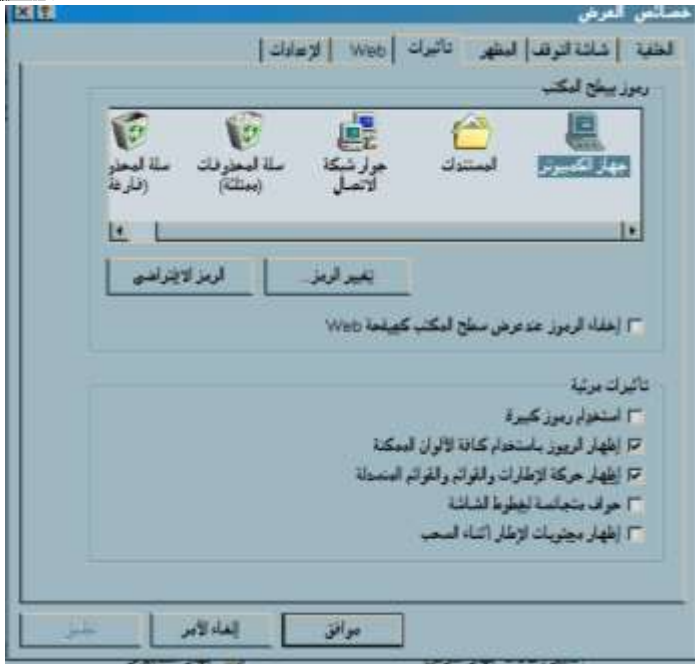 خصائص العرض
الخلفية شاشة التوقف المظهر تأثيرات Web الإعدادات
رموز سطح المكتب
جهاز الكمبيوتر
المستندات
جوار شبكة
الاتصال
سلة المحذوفات
(ممتلئة)
سلة المحذو
(فارغة
تغيير الرمز...
الرمز الافتراضي
إخفاء الرموز عند عرض سطح المكتب كصفحة Web
تأثيرات مرئية
استخدام رموز كبيرة
إظهار الرموز باستخدام كافة الألوان الممكنة
إظهار حركة الإطارات والقوائم والقوائم المنسدلة
حواف متجانسة لخطوط الشاشة
إظهار محتويات الإطار أثناء السحب
موافق
إلغاء الأمر
تطبيق